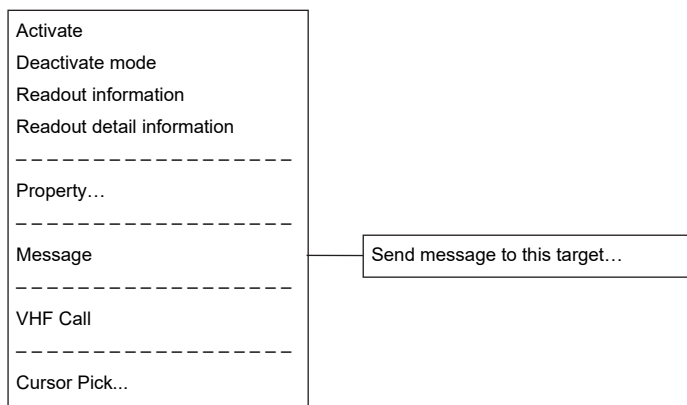 Activate
Deactivate mode
Readout information
Readout detail information
Property…
Message
Send message to this target…
VHF Call
Cursor Pick...